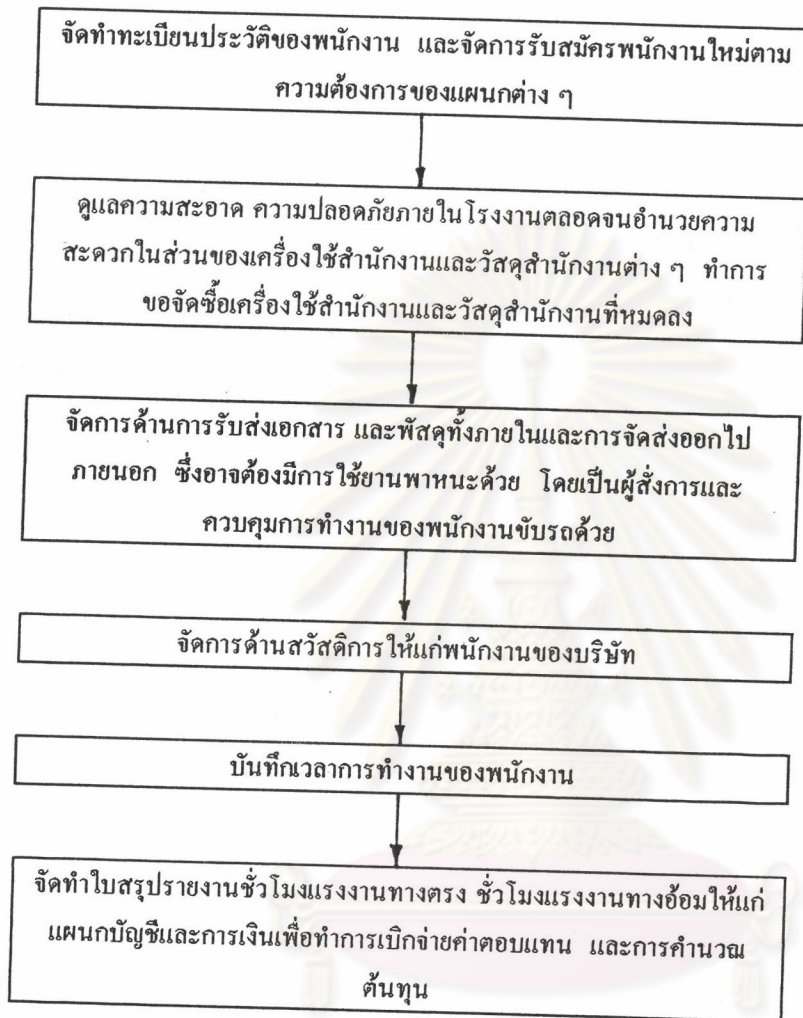 จัดทำทะเบียนประวัติของพนักงาน และจัดการรับสมัครพนักงานใหม่ตาม
ความต้องการของแผนกต่าง ๆ
ดูแลความสะอาด ความปลอดภัยภายในโรงงานตลอดจนอำนวยความ
สะดวกในส่วนของเครื่องใช้สำนักงานและวัสดุสำนักงานต่าง ๆ ทำการ
ขอจัดซื้อเครื่องใช้สำนักงานและวัสดุสำนักงานที่หมดลง
จัดการด้านการรับส่งเอกสาร และพัสดุทั้งภายในและการจัดส่งออกไป
ภายนอก ซึ่งอาจต้องมีการใช้ยานพาหนะด้วย โดยเป็นผู้สั่งการและ
ควบคุมการทำงานของพนักงานขับรถด้วย
จัดการด้านสวัสดิการให้แก่พนักงานของบริษัท
บันทึกเวลาการทำงานของพนักงาน
จัดทำใบสรุปรายงานชั่วโมงแรงงานทางตรง ชั่วโมงแรงงานทางอ้อมให้แก่
แผนกบัญชีและการเงินเพื่อทำการเบิกจ่ายค่าตอบแทน และการคำนวณ
ต้นทุน